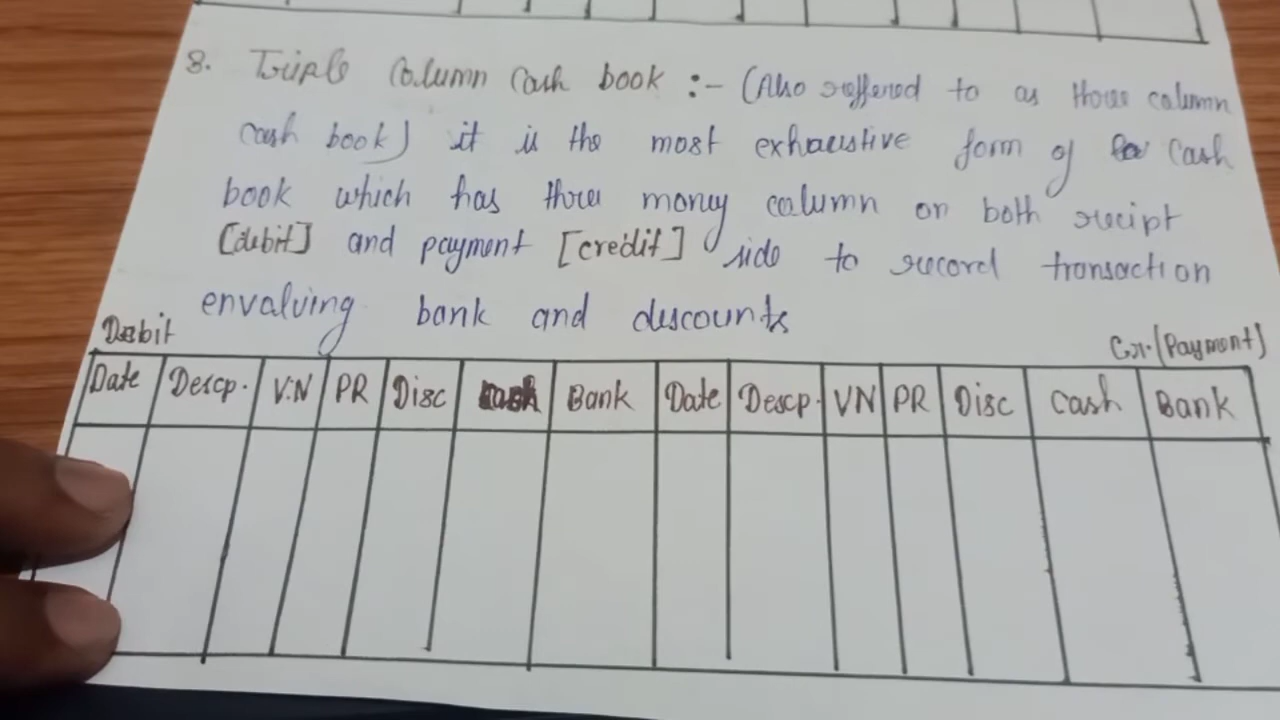 8. Triple Column Cash book :- (Also reffered to as three column
cash book) it is the most exhaustive form of cash
book which has three money column on both recipt
[debit] and payment [credit] side to record transaction
envalving bank and discounts
Debit Cr.(Payment)
Date Descp. V.N PR Disc cash Bank Date Descp. VN PR Disc Cash Bank